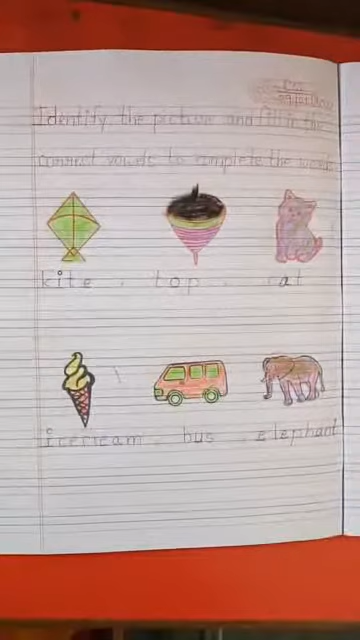 Identify the picture and fill in the
correct vowels to complete the words.
kite . top . cat
icecream . bus . elephant